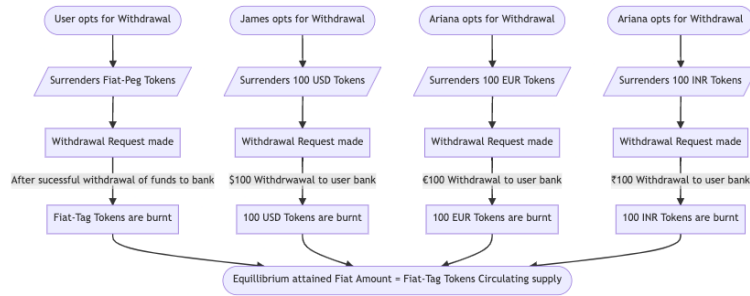 User opts for Withdrawal
James opts for Withdrawal
Ariana opts for Withdrawal
Ariana opts for Withdrawal
Surrenders Fiat-Peg Tokens
Surrenders 100 USD Tokens
Surrenders 100 EUR Tokens
Surrenders 100 INR Tokens
Withdrawal Request made
Withdrawal Request made
Withdrawal Request made
Withdrawal Request made
After sucessful withdrawal of funds to bank
$100 Withdrwawal to user bank
€100 Withdrawal to user bank
₹100 Withdrawal to user bank
Fiat-Tag Tokens are burnt
100 USD Tokens are burnt
100 EUR Tokens are burnt
100 INR Tokens are burnt
Equillibrium attained Fiat Amount = Fiat-Tag Tokens Circulating supply